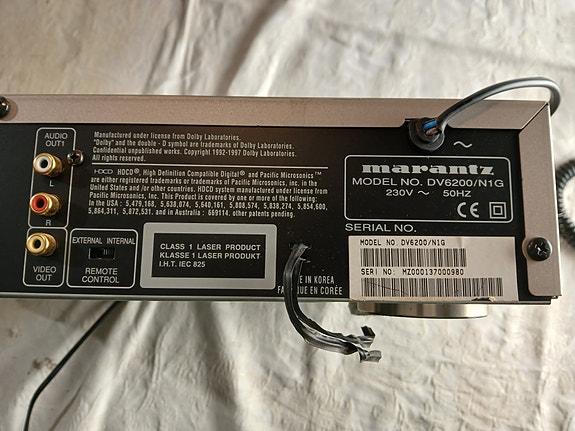 AUDIO
OUT1
L
R
VIDEO
OUT
Manufactured under license from Dolby Laboratories.
"Dolby" and the double - D symbol are trademarks of Dolby Laboratories.
Confidential unpublished works. Copyright 1992-1997 Dolby Laboratories.
All rights reserved.
HDCD HDCD®, High Definition Compatible Digital® and Pacific Microsonics™
are either registered trademarks or trademarks of Pacific Microsonics, inc. in the
United States and /or other countries. HDCD system manufactured under license from
Pacific Microsonics, Inc. This Product is covered by one or more of the following:
In the USA : 5,479,168, 5,638,074, 5,640,161, 5,808,574, 5,838,274, 5,854,600,
5,864,311, 5,872,531, and in Australia : 669114, other patents pending.
EXTERNAL INTERNAL
REMOTE
CONTROL
CLASS 1 LASER PRODUCT
KLASSE 1 LASER PRODUKT
I.H.T. IEC 825
IN KOREA
EN CORÉE
~
marantz
MODEL NO. DV6200/N1G
230V ~ 50HZ
CE
SERIAL NO.
MODEL NO: DV6200/N1G
SERI NO: MZ000137000980